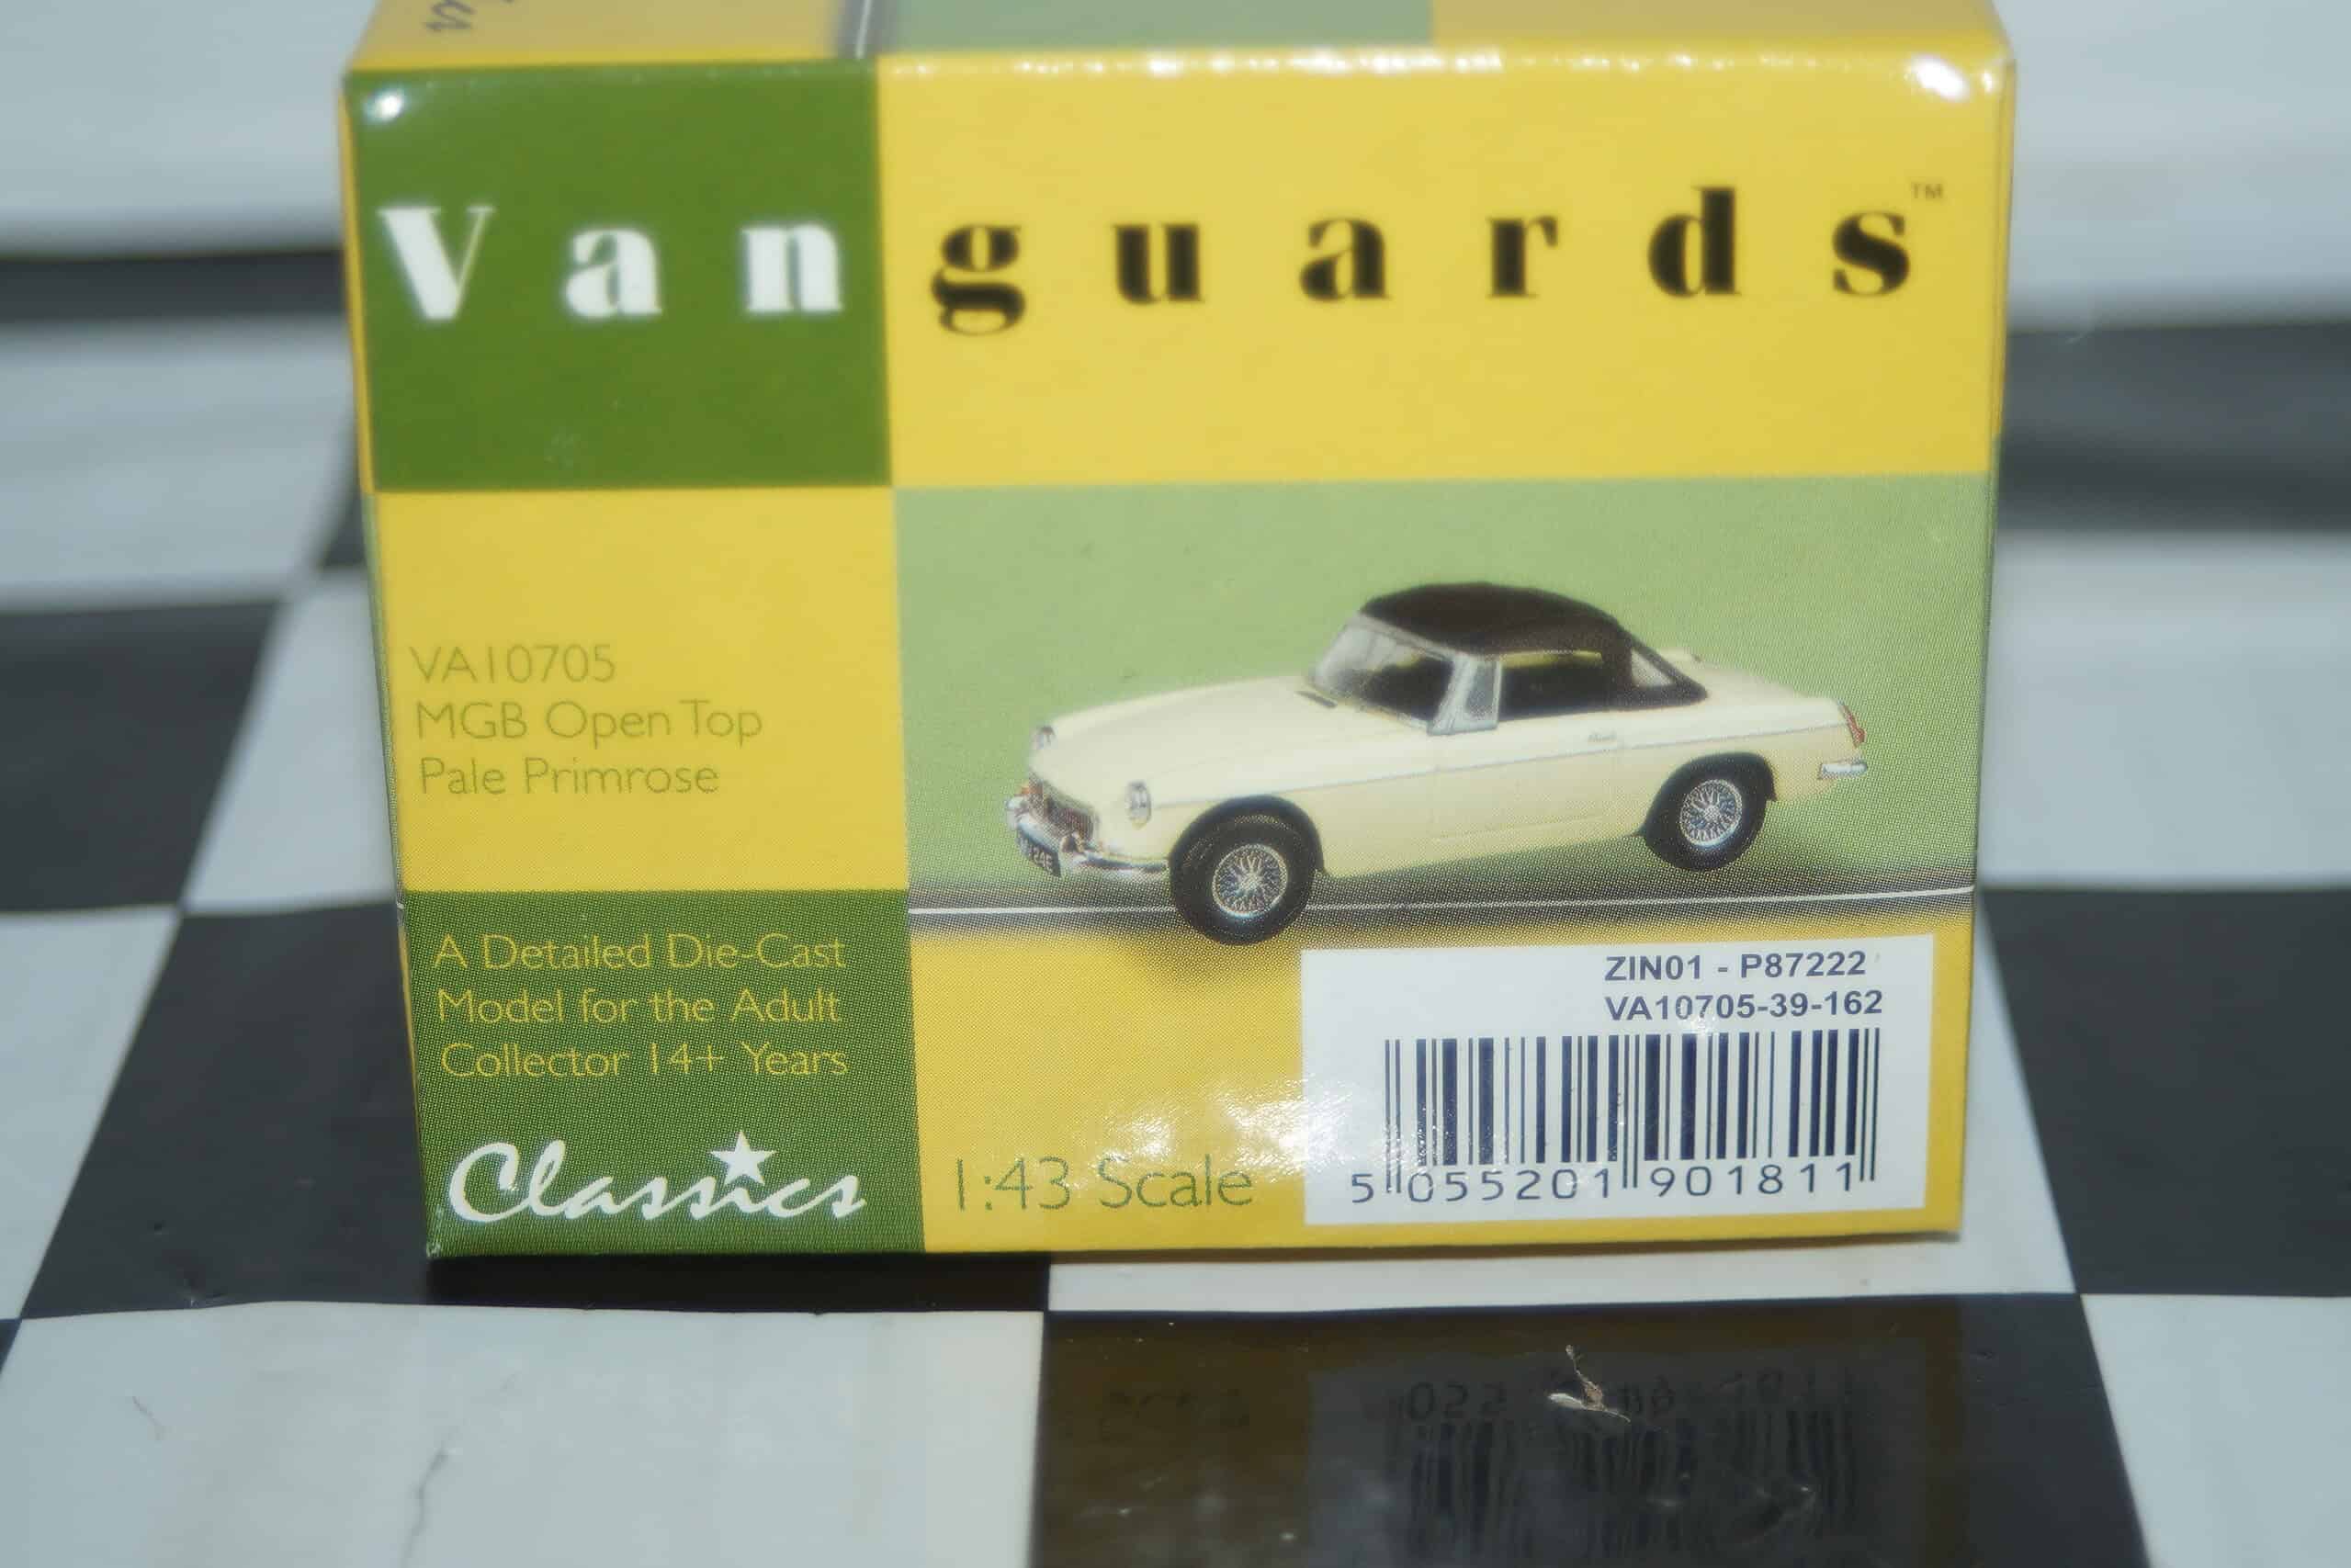 Vanguards™
VA10705
MGB Open Top
Pale Primrose
A Detailed Die-Cast
Model for the Adult
Collector 14+ Years
Classics
1:43 Scale
ZIN01 - P87222
VA10705-39-162
5 055201 901811